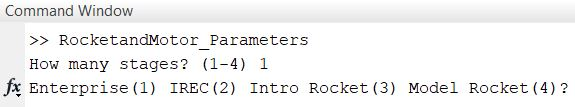 Command Window
>> RocketandMotor_Parameters
How many stages? (1-4) 1
fx Enterprise(1) IREC(2) Intro Rocket(3) Model Rocket(4)?